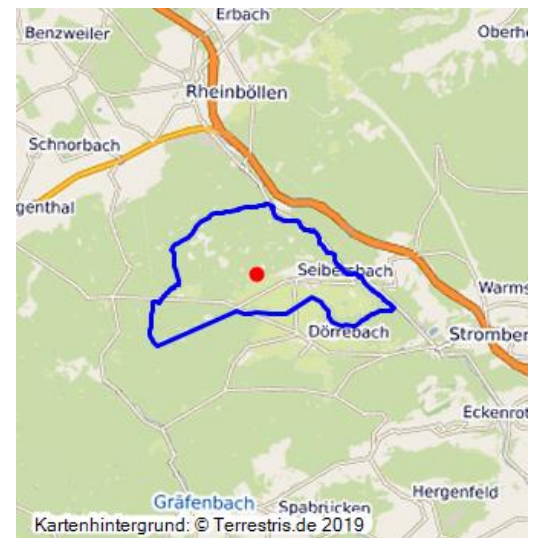 Erbach
Benzweiler
Oberhe
Rheinböllen
Schnorbach
genthal
Seibersbach
Warms
Dörrebach
Stromber
Eckenrot
Hergenfeld
Gräfenbach
Spabrücken
Kartenhintergrund: © Terrestris.de 2019